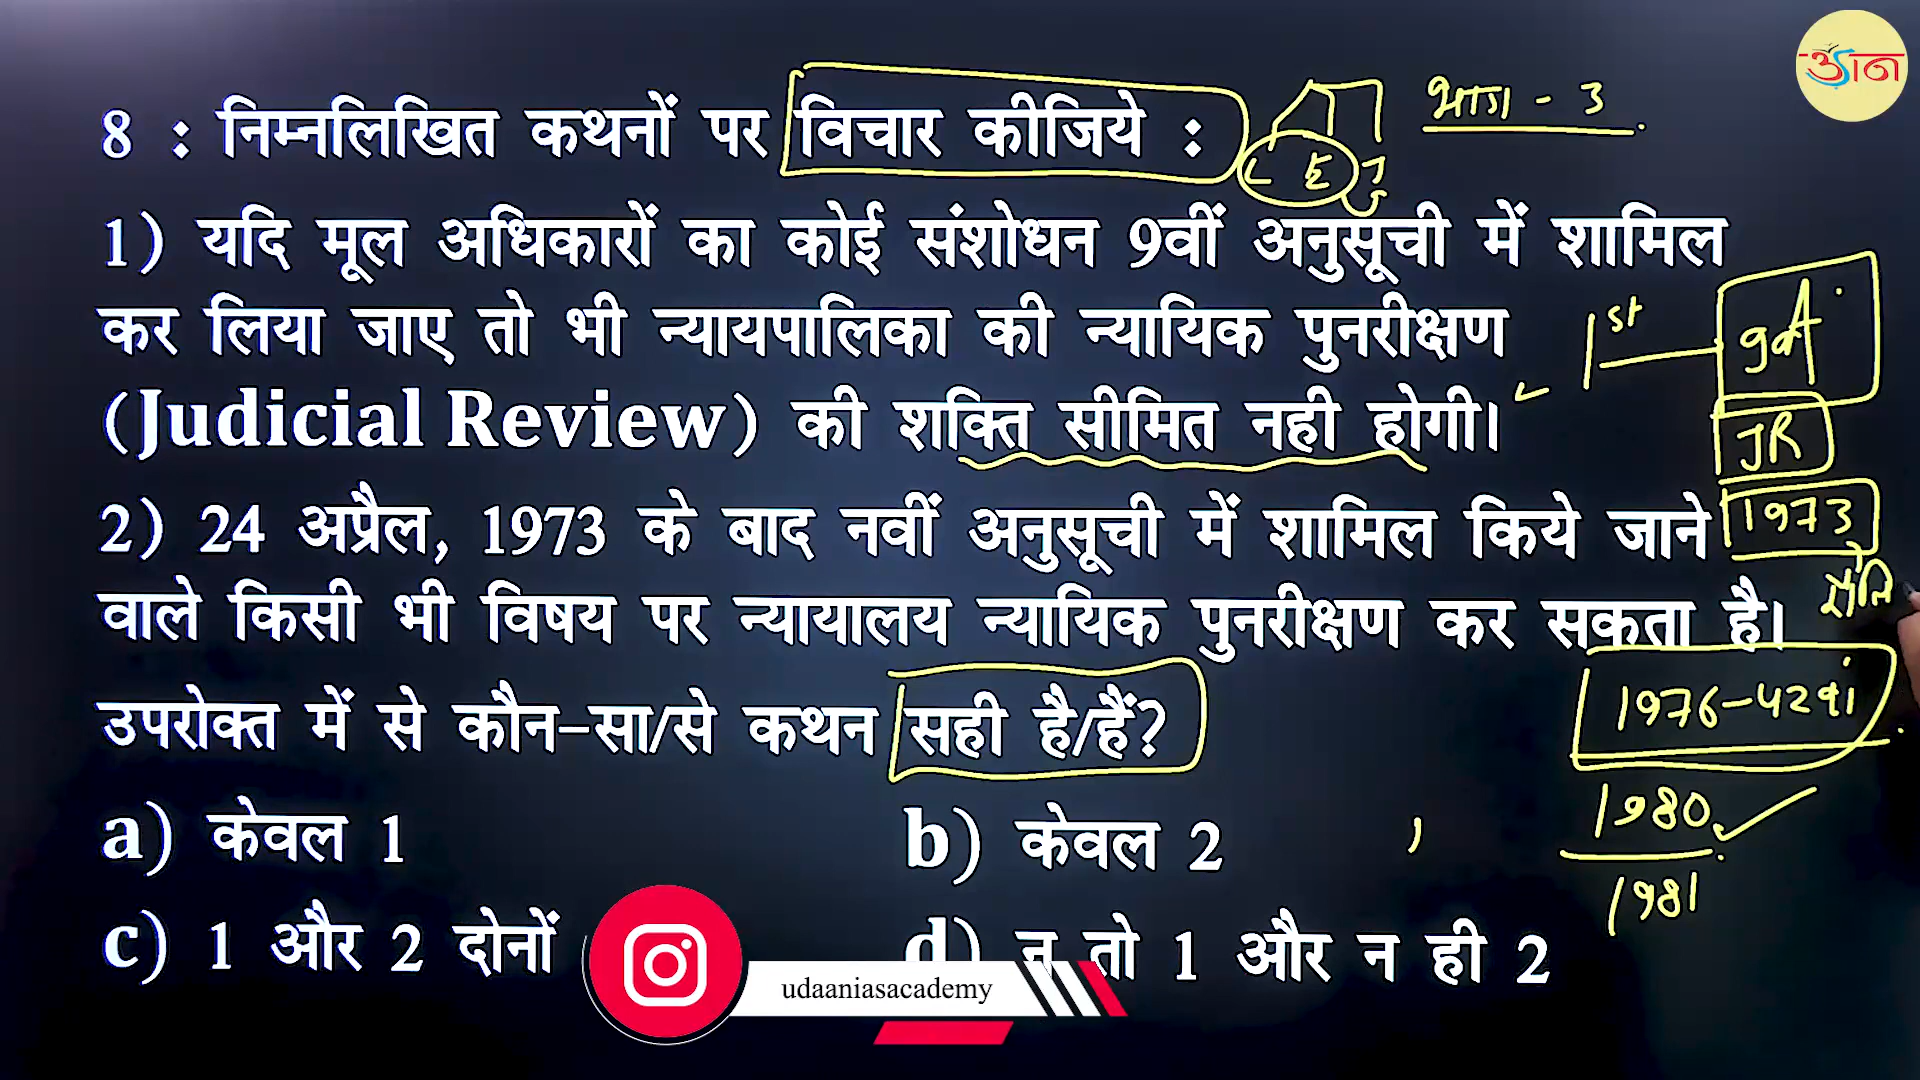 उड़ान
8 : निम्नलिखित कथनों पर विचार कीजिये :
भाग - 3
1) यदि मूल अधिकारों का कोई संशोधन 9वीं अनुसूची में शामिल
कर लिया जाए तो भी न्यायपालिका की न्यायिक पुनरीक्षण
1st
9वीं
(Judicial Review) की शक्ति सीमित नही होगी।
JR
2) 24 अप्रैल, 1973 के बाद नवीं अनुसूची में शामिल किये जाने
1973
वाले किसी भी विषय पर न्यायालय न्यायिक पुनरीक्षण कर सकता है।
उपरोक्त में से कौन-सा/से कथन सही है/हैं?
1976-42वां
1980
a) केवल 1
b) केवल 2
1981
c) 1 और 2 दोनों
d) न तो 1 और न ही 2
udaaniasacademy